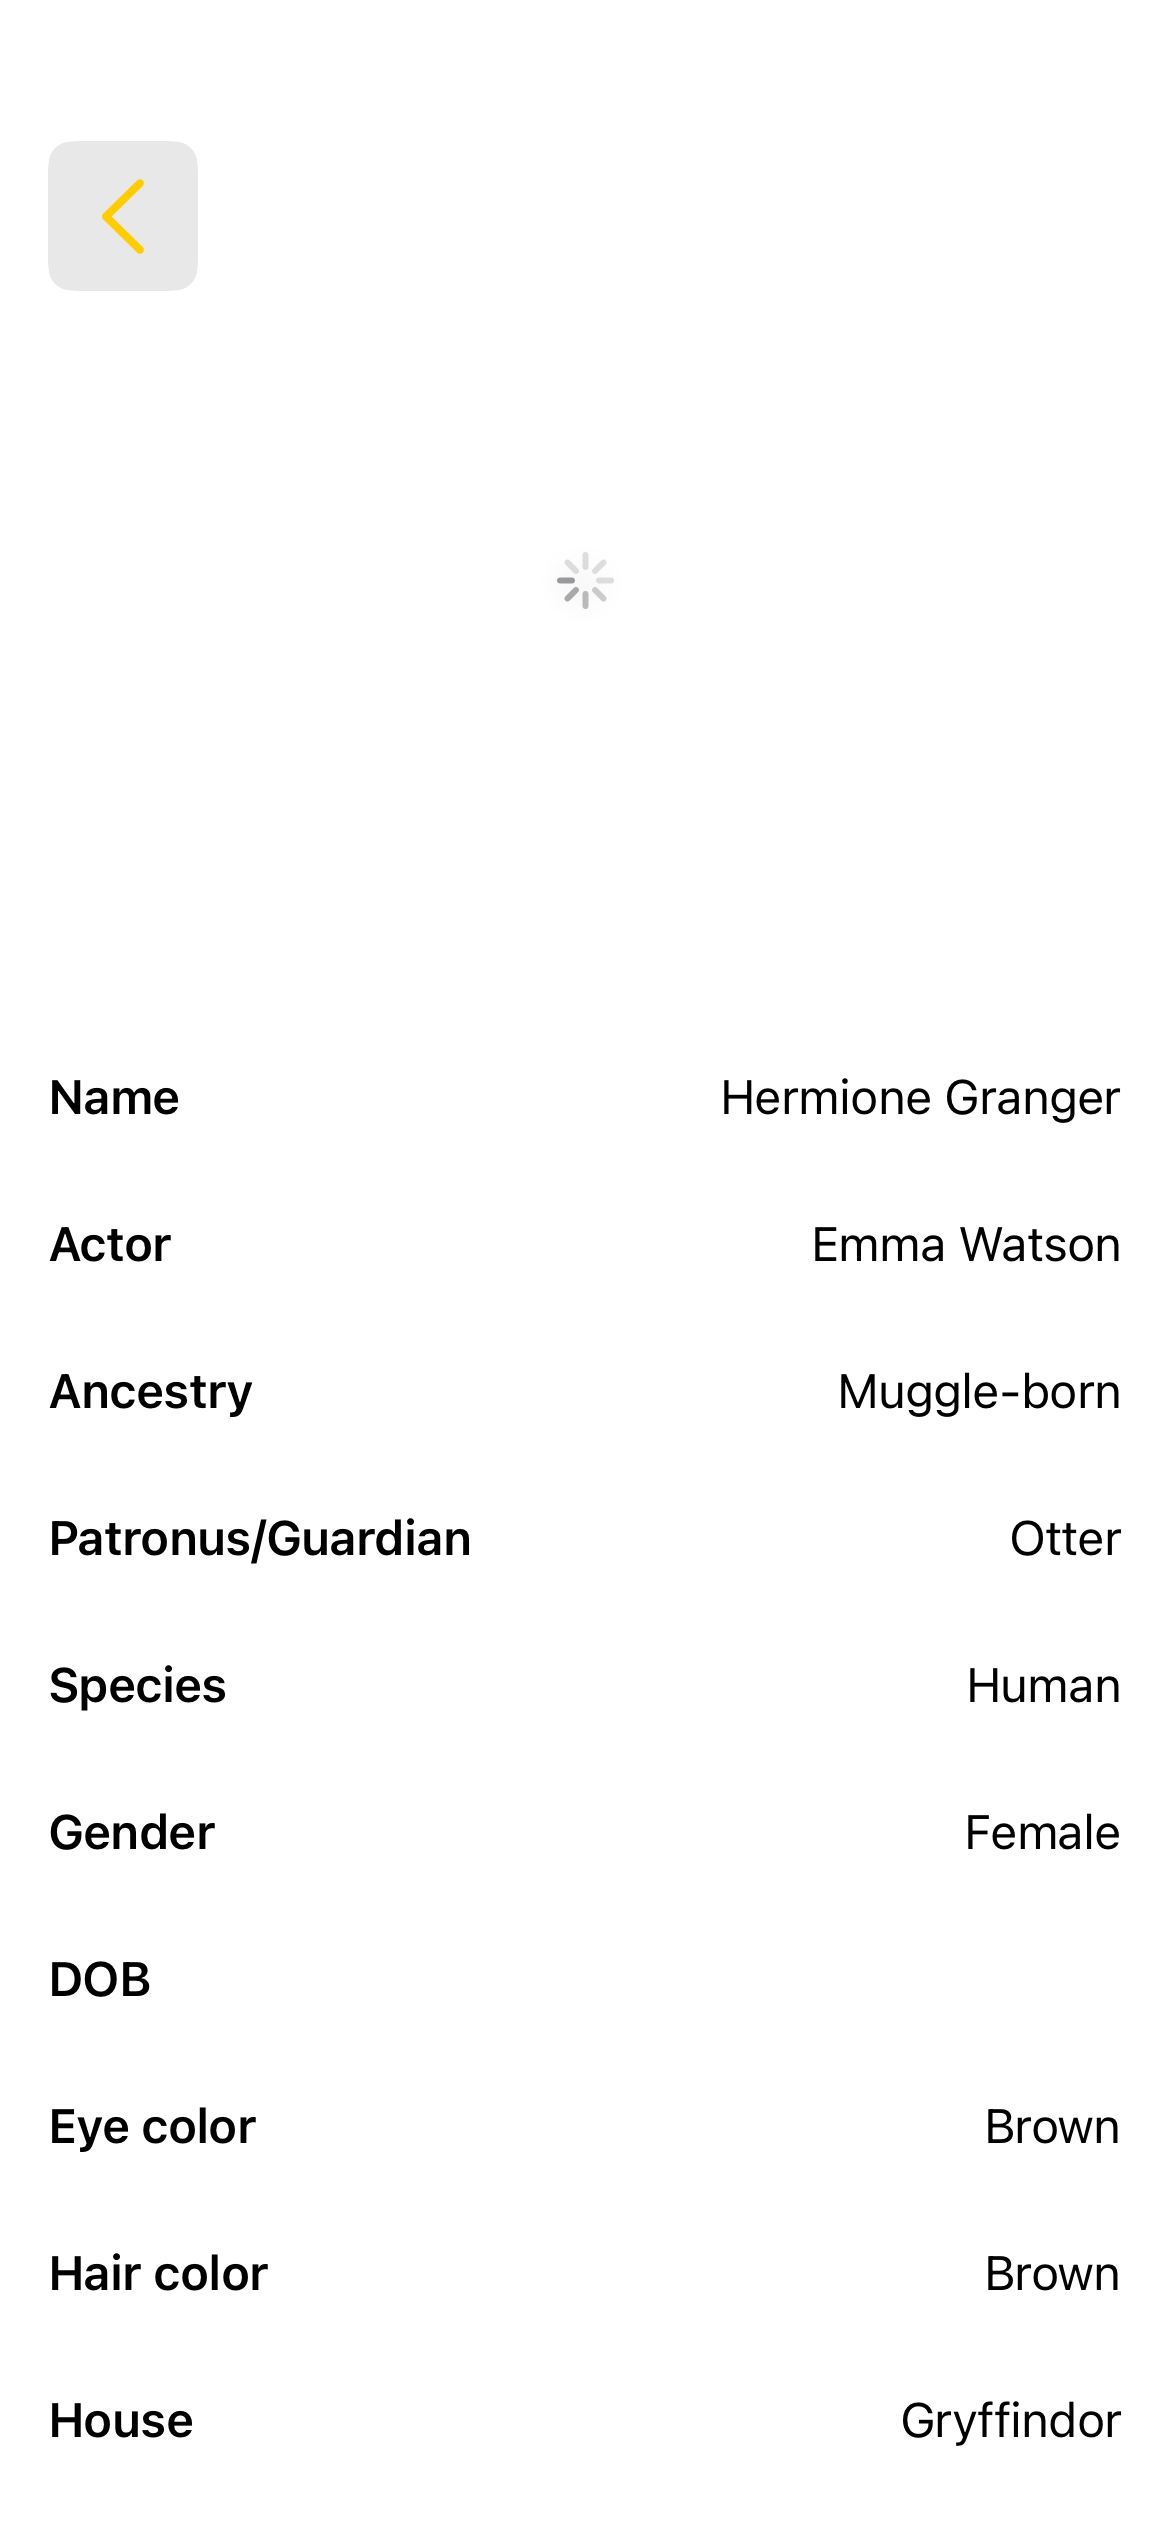 Name Hermione Granger
Actor Emma Watson
Ancestry Muggle-born
Patronus/Guardian Otter
Species Human
Gender Female
DOB
Eye color Brown
Hair color Brown
House Gryffindor